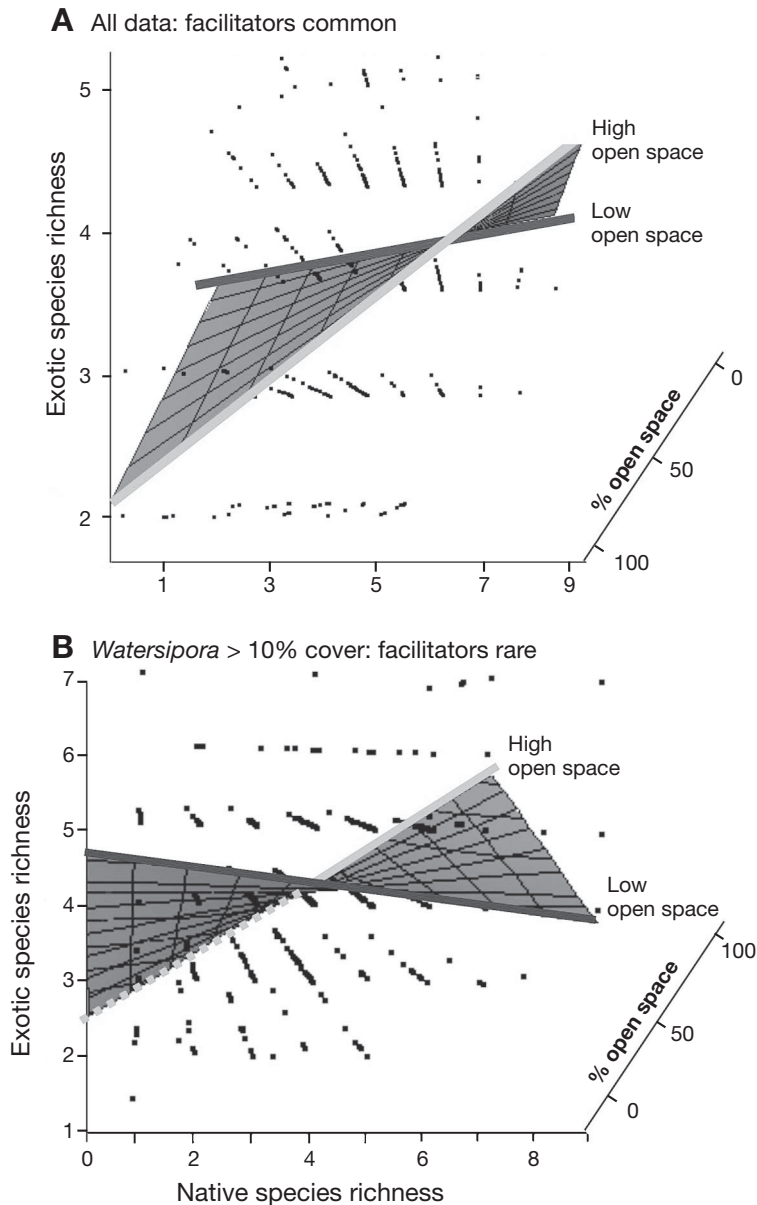 A All data: facilitators common
5
4
3
2
Exotic species richness
High
open space
Low
open space
0
50
100
% open space
1 3 5 7 9
B Watersipora > 10% cover: facilitators rare
7
6
5
4
3
2
1
Exotic species richness
High
open space
Low
open space
100
50
0
% open space
0 2 4 6 8
Native species richness